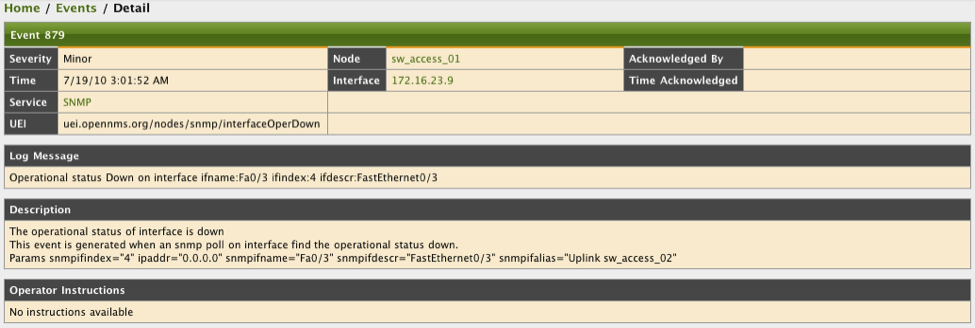 Home / Events / Detail
Event 879
Severity Minor Node sw_access_01 Acknowledged By
Time 7/19/10 3:01:52 AM Interface 172.16.23.9 Time Acknowledged
Service SNMP
UEI uei.opennms.org/nodes/snmp/interfaceOperDown
Log Message
Operational status Down on interface ifname:Fa0/3 ifindex:4 ifdescr:FastEthernet0/3
Description
The operational status of interface is down
This event is generated when an snmp poll on interface find the operational status down.
Params snmpifindex="4" ipaddr="0.0.0.0" snmpifname="Fa0/3" snmpifdescr="FastEthernet0/3" snmpifalias="Uplink sw_access_02"
Operator Instructions
No instructions available